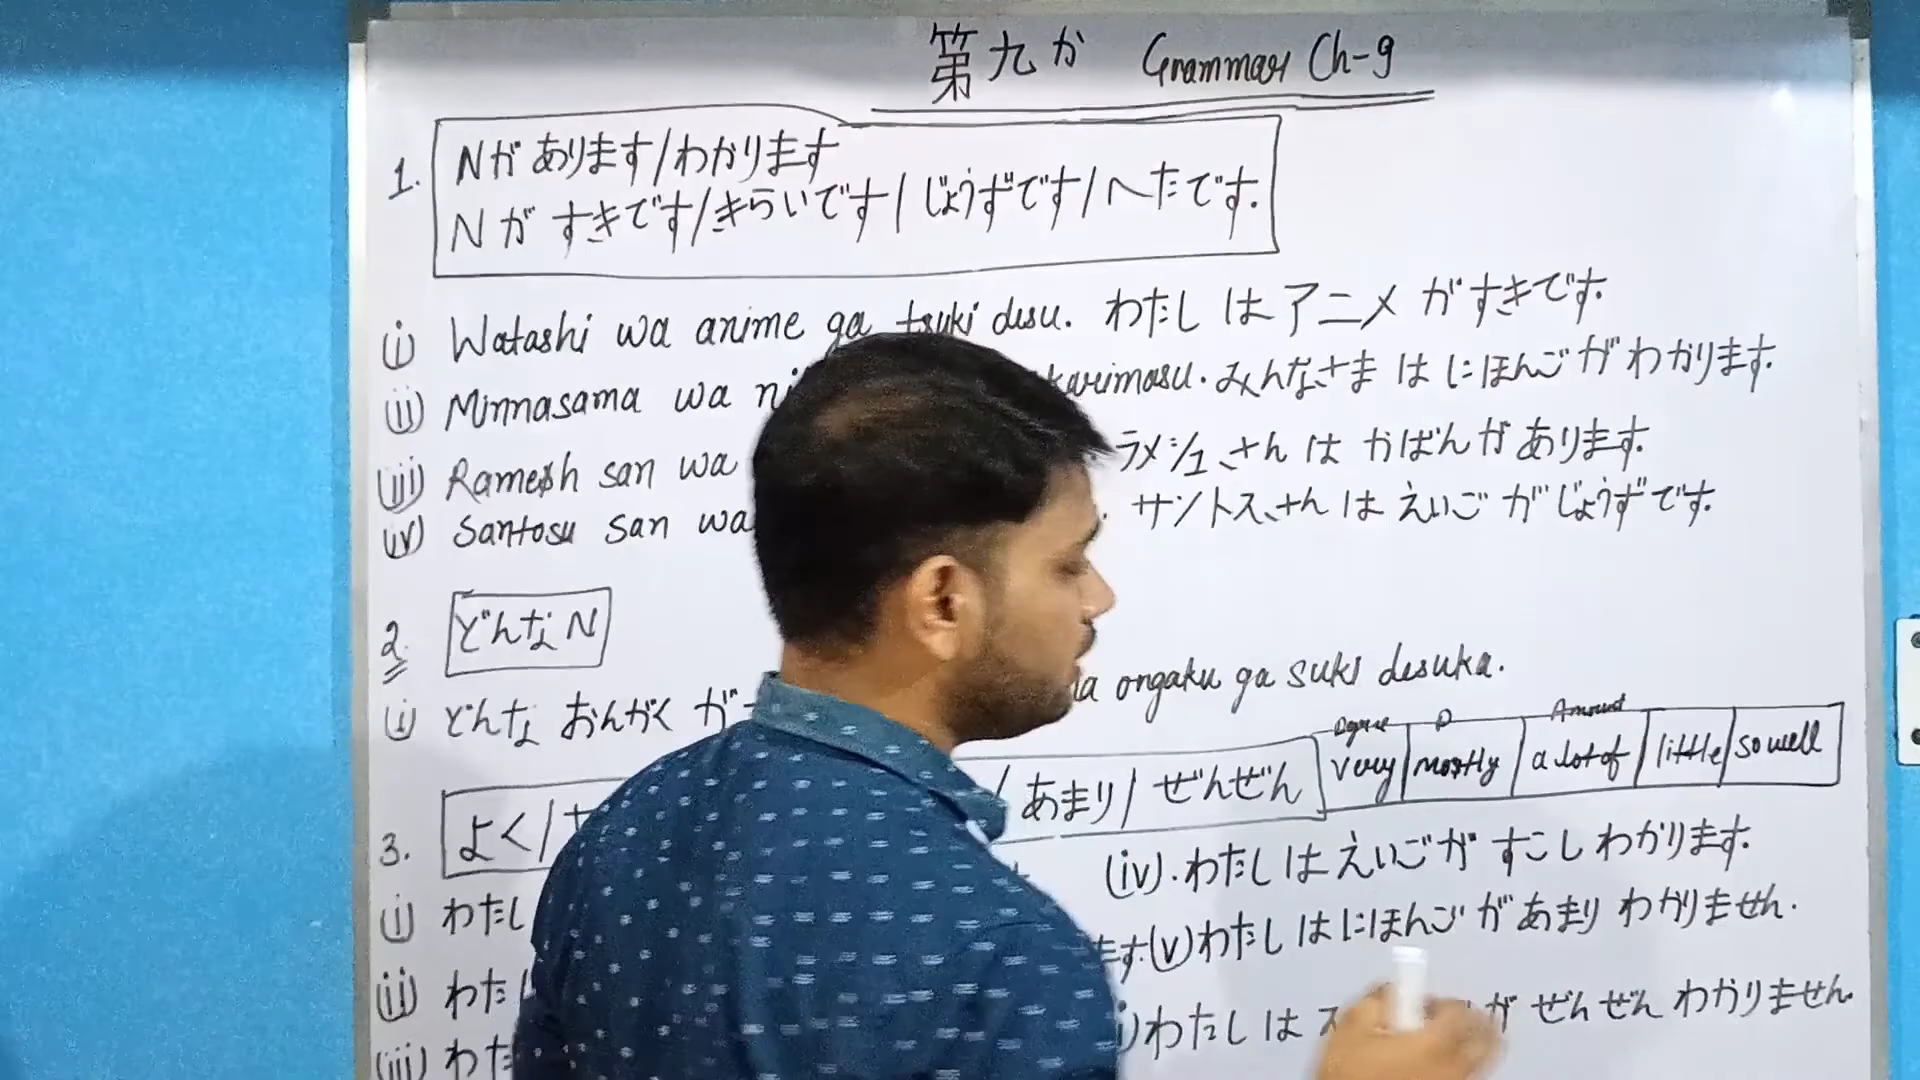 第九か Grammar Ch-9
1. Nが あります/わかります
Nが すきです/きらいです/じょうずです/へたです.
(i) Watashi wa anime ga tsuki desu. わたし は アニメ が すきです.
(ii) Minnasama wa ni karimasu. みんなさま は にほんご が わかります.
(iii) Ramesh san wa ラメシュさん は かばんが あります.
(iv) Santosu san wa サントスさん は えいご が じょうずです.
2. どんな N
(i) どんな おんがく が ongaku ga suki desuka.
Degree Amount
3. よく/ / あまり / ぜんぜん very mostly a lot of little so well
(i) わたし (iv). わたし は えいごが すこし わかります.
(ii) わた ます. (v) わたし は にほんご が あまり わかりません.
(iii) わた わたし は が ぜんぜん わかりません